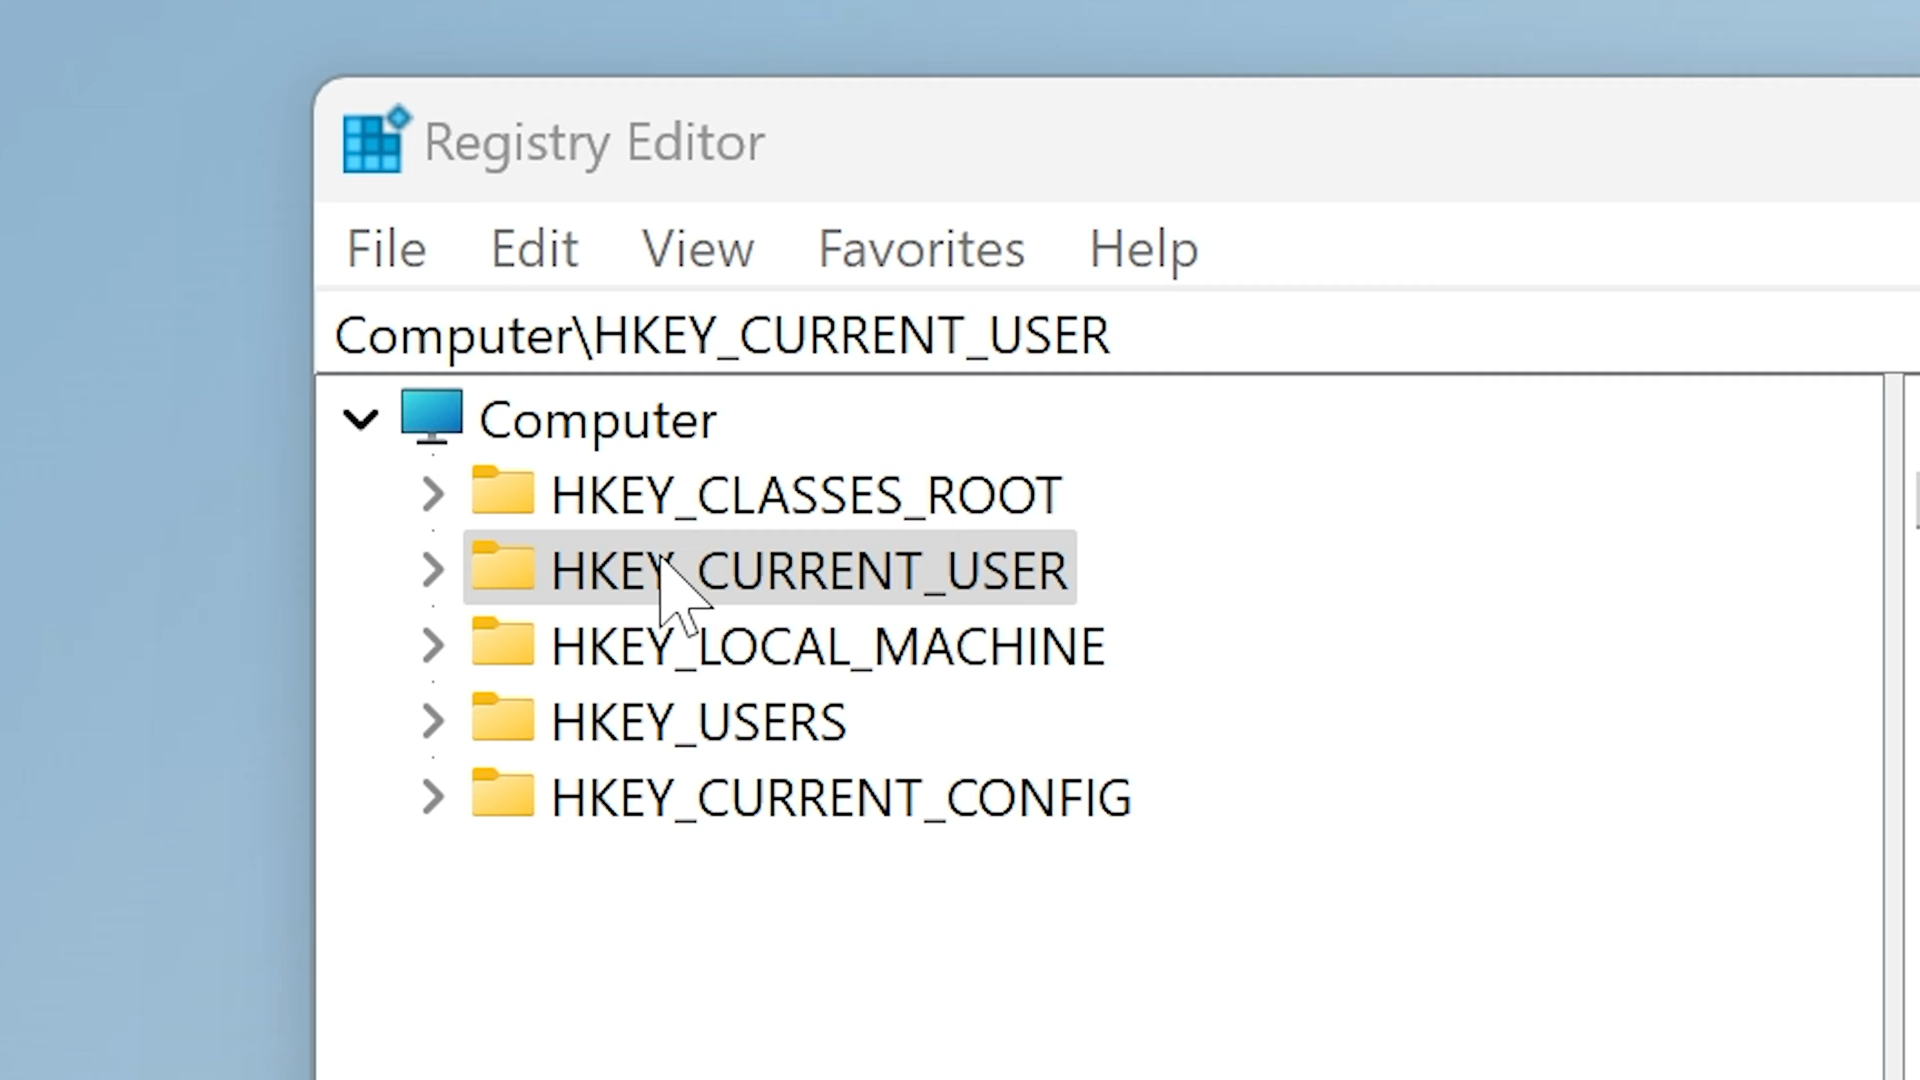 Registry Editor
File Edit View Favorites Help
Computer\HKEY_CURRENT_USER
Computer
HKEY_CLASSES_ROOT
HKEY_CURRENT_USER
HKEY_LOCAL_MACHINE
HKEY_USERS
HKEY_CURRENT_CONFIG